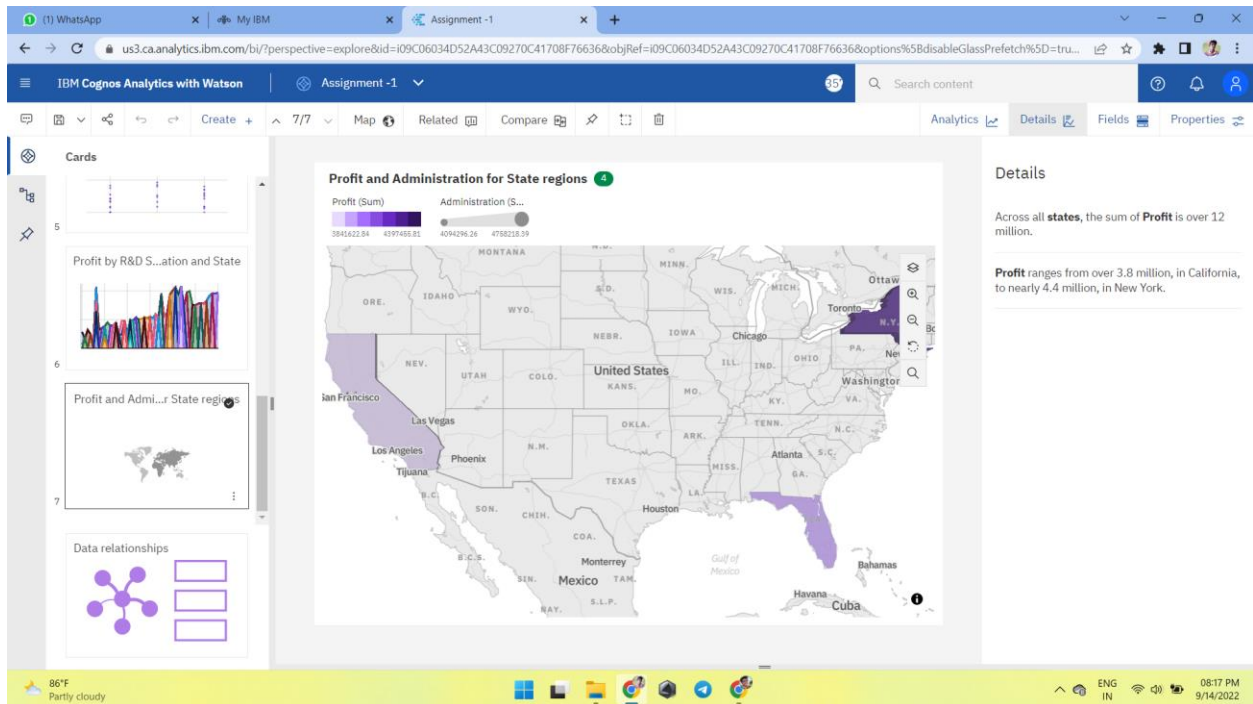 (1) WhatsApp
My IBM
Assignment -1
us3.ca.analytics.ibm.com/bi/?perspective=explore&id=i09C06034D52A43C09270C41708F76636&objRef=i09C06034D52A43C09270C41708F76636&options%5BdisableGlassPrefetch%5D=tru...
IBM Cognos Analytics with Watson
Assignment -1
Search content
Create +
7/7
Map
Related
Compare
Analytics
Details
Fields
Properties
Cards
5
Profit by R&D S...ation and State
6
Profit and Admi...r State regions
7
Data relationships
Profit and Administration for State regions 4
Profit (Sum)
Administration (S...
3841622.84 4397455.81
4094296.26 4758218.39
MONTANA
MINN.
Ottaw
ORE.
IDAHO
S.D.
WIS.
MICH.
WYO.
Toronto
N.Y.
NEBR.
IOWA
Chicago
PA.
NEV.
UTAH
COLO.
United States
ILL.
IND.
OHIO
Washington
KANS.
MO.
KY.
VA.
San Francisco
Las Vegas
OKLA.
TENN.
N.C.
ARK.
Los Angeles
Phoenix
N.M.
Atlanta
S.C.
Tijuana
MISS.
GA.
B.C.
TEXAS
LA.
SON.
CHIH.
Houston
COA.
B.C.S.
Monterrey
Gulf of
Mexico
Bahamas
SIN.
Mexico
TAM.
Havana
NAY.
S.L.P.
Cuba
Details
Across all states, the sum of Profit is over 12
million.
Profit ranges from over 3.8 million, in California,
to nearly 4.4 million, in New York.
86°F
Partly cloudy
ENG
IN
08:17 PM
9/14/2022